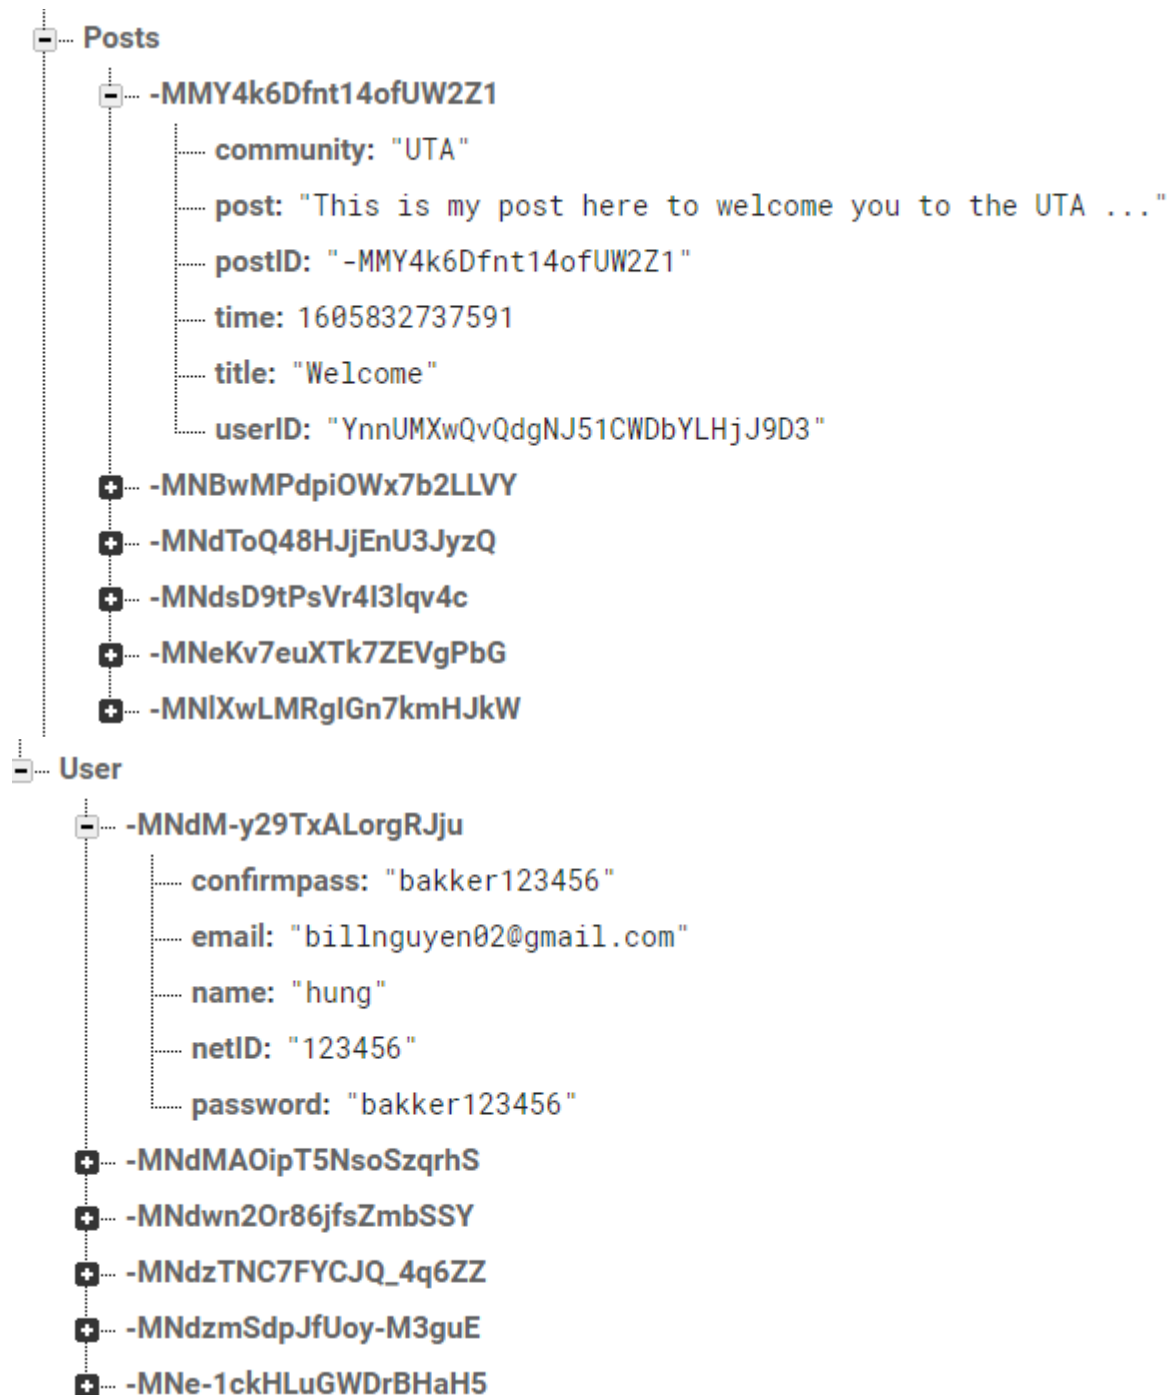 Posts
-MMY4k6Dfnt14ofUW2Z1
community: "UTA"
post: "This is my post here to welcome you to the UTA ..."
postID: "-MMY4k6Dfnt14ofUW2Z1"
time: 1605832737591
title: "Welcome"
userID: "YnnUMXwQvQdgNJ51CWDbYLHjJ9D3"
-MNBwMPdpiOWx7b2LLVY
-MNdToQ48HJjEnU3JyzQ
-MNdsD9tPsVr4I3lqv4c
-MNeKv7euXTk7ZEVgPbG
-MNlXwLMRgIGn7kmHJkW
User
-MNdM-y29TxALorgRJju
confirmpass: "bakker123456"
email: "billnguyen02@gmail.com"
name: "hung"
netID: "123456"
password: "bakker123456"
-MNdMAOipT5NsoSzqrhS
-MNdwn2Or86jfsZmbSSY
-MNdzTNC7FYCJQ_4q6ZZ
-MNdzmSdpJfUoy-M3guE
-MNe-1ckHLuGWDrBHaH5